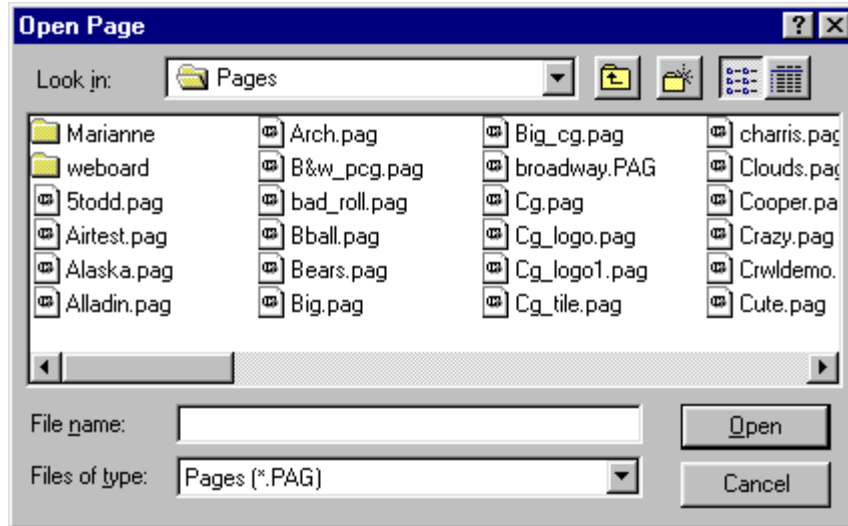 Open Page
Look in: Pages
Marianne Arch.pag Big_cg.pag charris.pag
weboard B&w_pcg.pag broadway.PAG Clouds.pag
5todd.pag bad_roll.pag Cg.pag Cooper.pa
Airtest.pag Bball.pag Cg_logo.pag Crazy.pag
Alaska.pag Bears.pag Cg_logo1.pag Crwldemo.
Alladin.pag Big.pag Cg_tile.pag Cute.pag
File name: Open
Files of type: Pages (*.PAG) Cancel